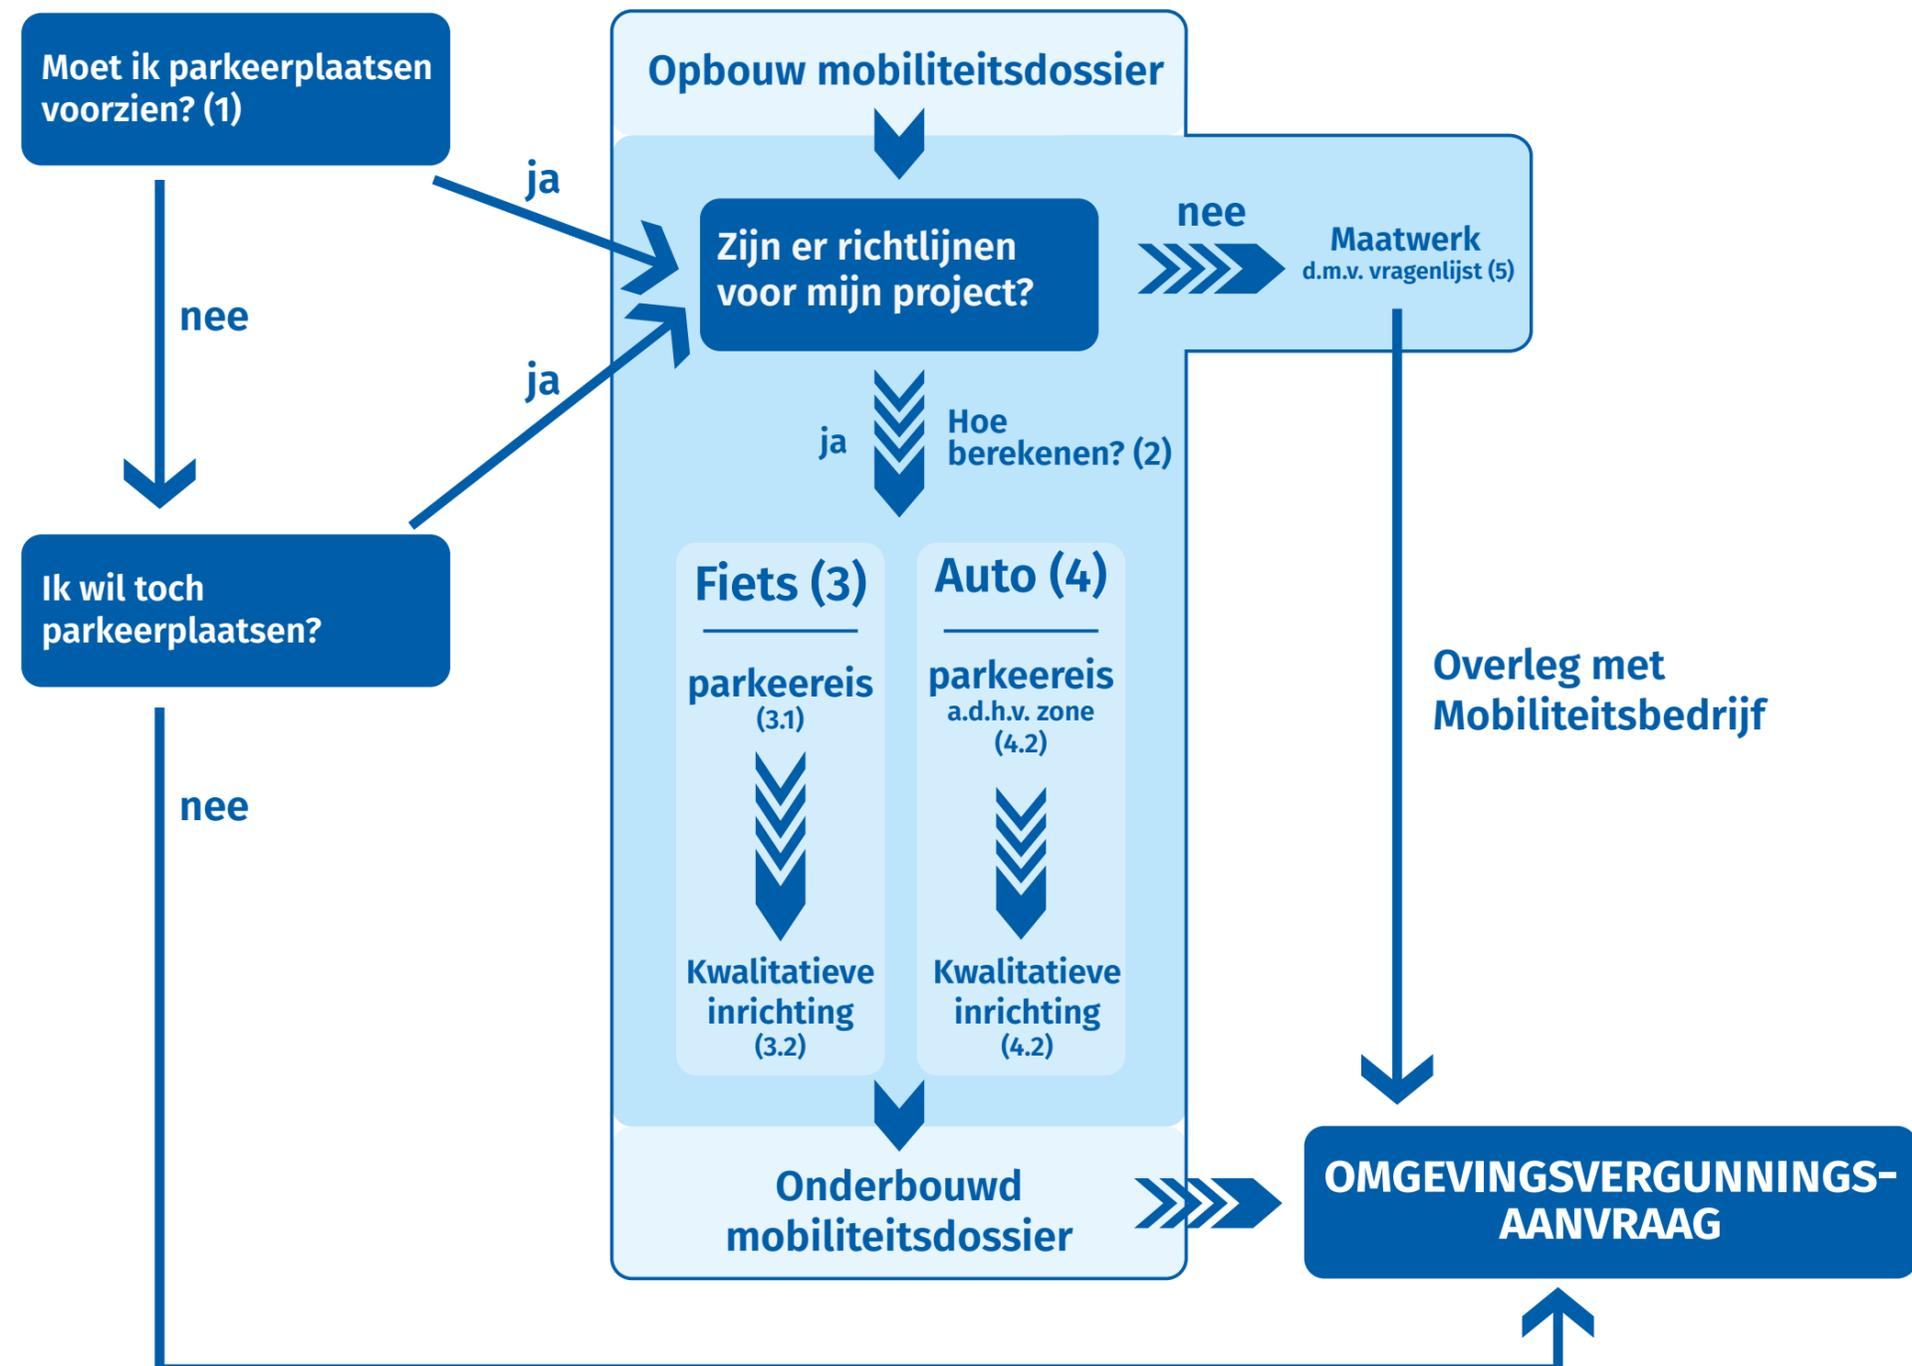 Moet ik parkeerplaatsen
voorzien? (1)
nee
ja
Ik wil toch
parkeerplaatsen?
ja
nee
Opbouw mobiliteitsdossier
Zijn er richtlijnen
voor mijn project?
nee
Maatwerk
d.m.v. vragenlijst (5)
ja
Hoe
berekenen? (2)
Fiets (3)
parkeereis
(3.1)
Kwalitatieve
inrichting
(3.2)
Auto (4)
parkeereis
a.d.h.v. zone
(4.2)
Kwalitatieve
inrichting
(4.2)
Overleg met
Mobiliteitsbedrijf
Onderbouwd
mobiliteitsdossier
OMGEVINGSVERGUNNINGS-
AANVRAAG